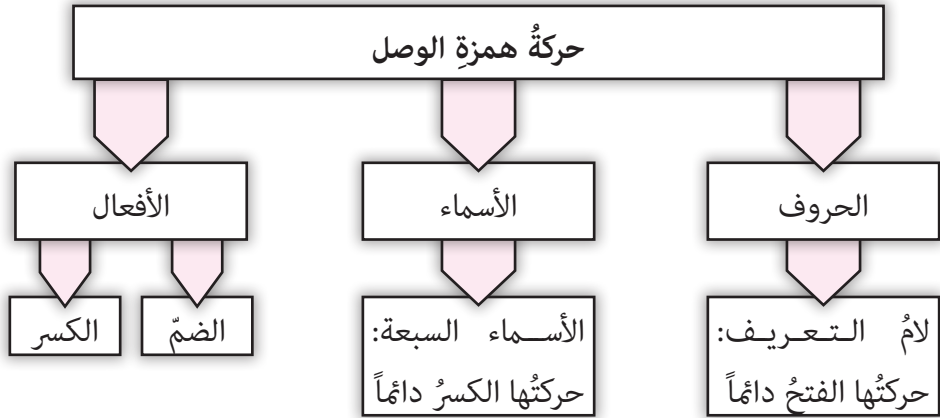 حركةُ همزةِ الوصل
الحروف
الأسماء
الأفعال
لامُ التعريف:
حركتُها الفتحُ دائماً
الأسماء السبعة:
حركتُها الكسرُ دائماً
الضمّ
الكسر